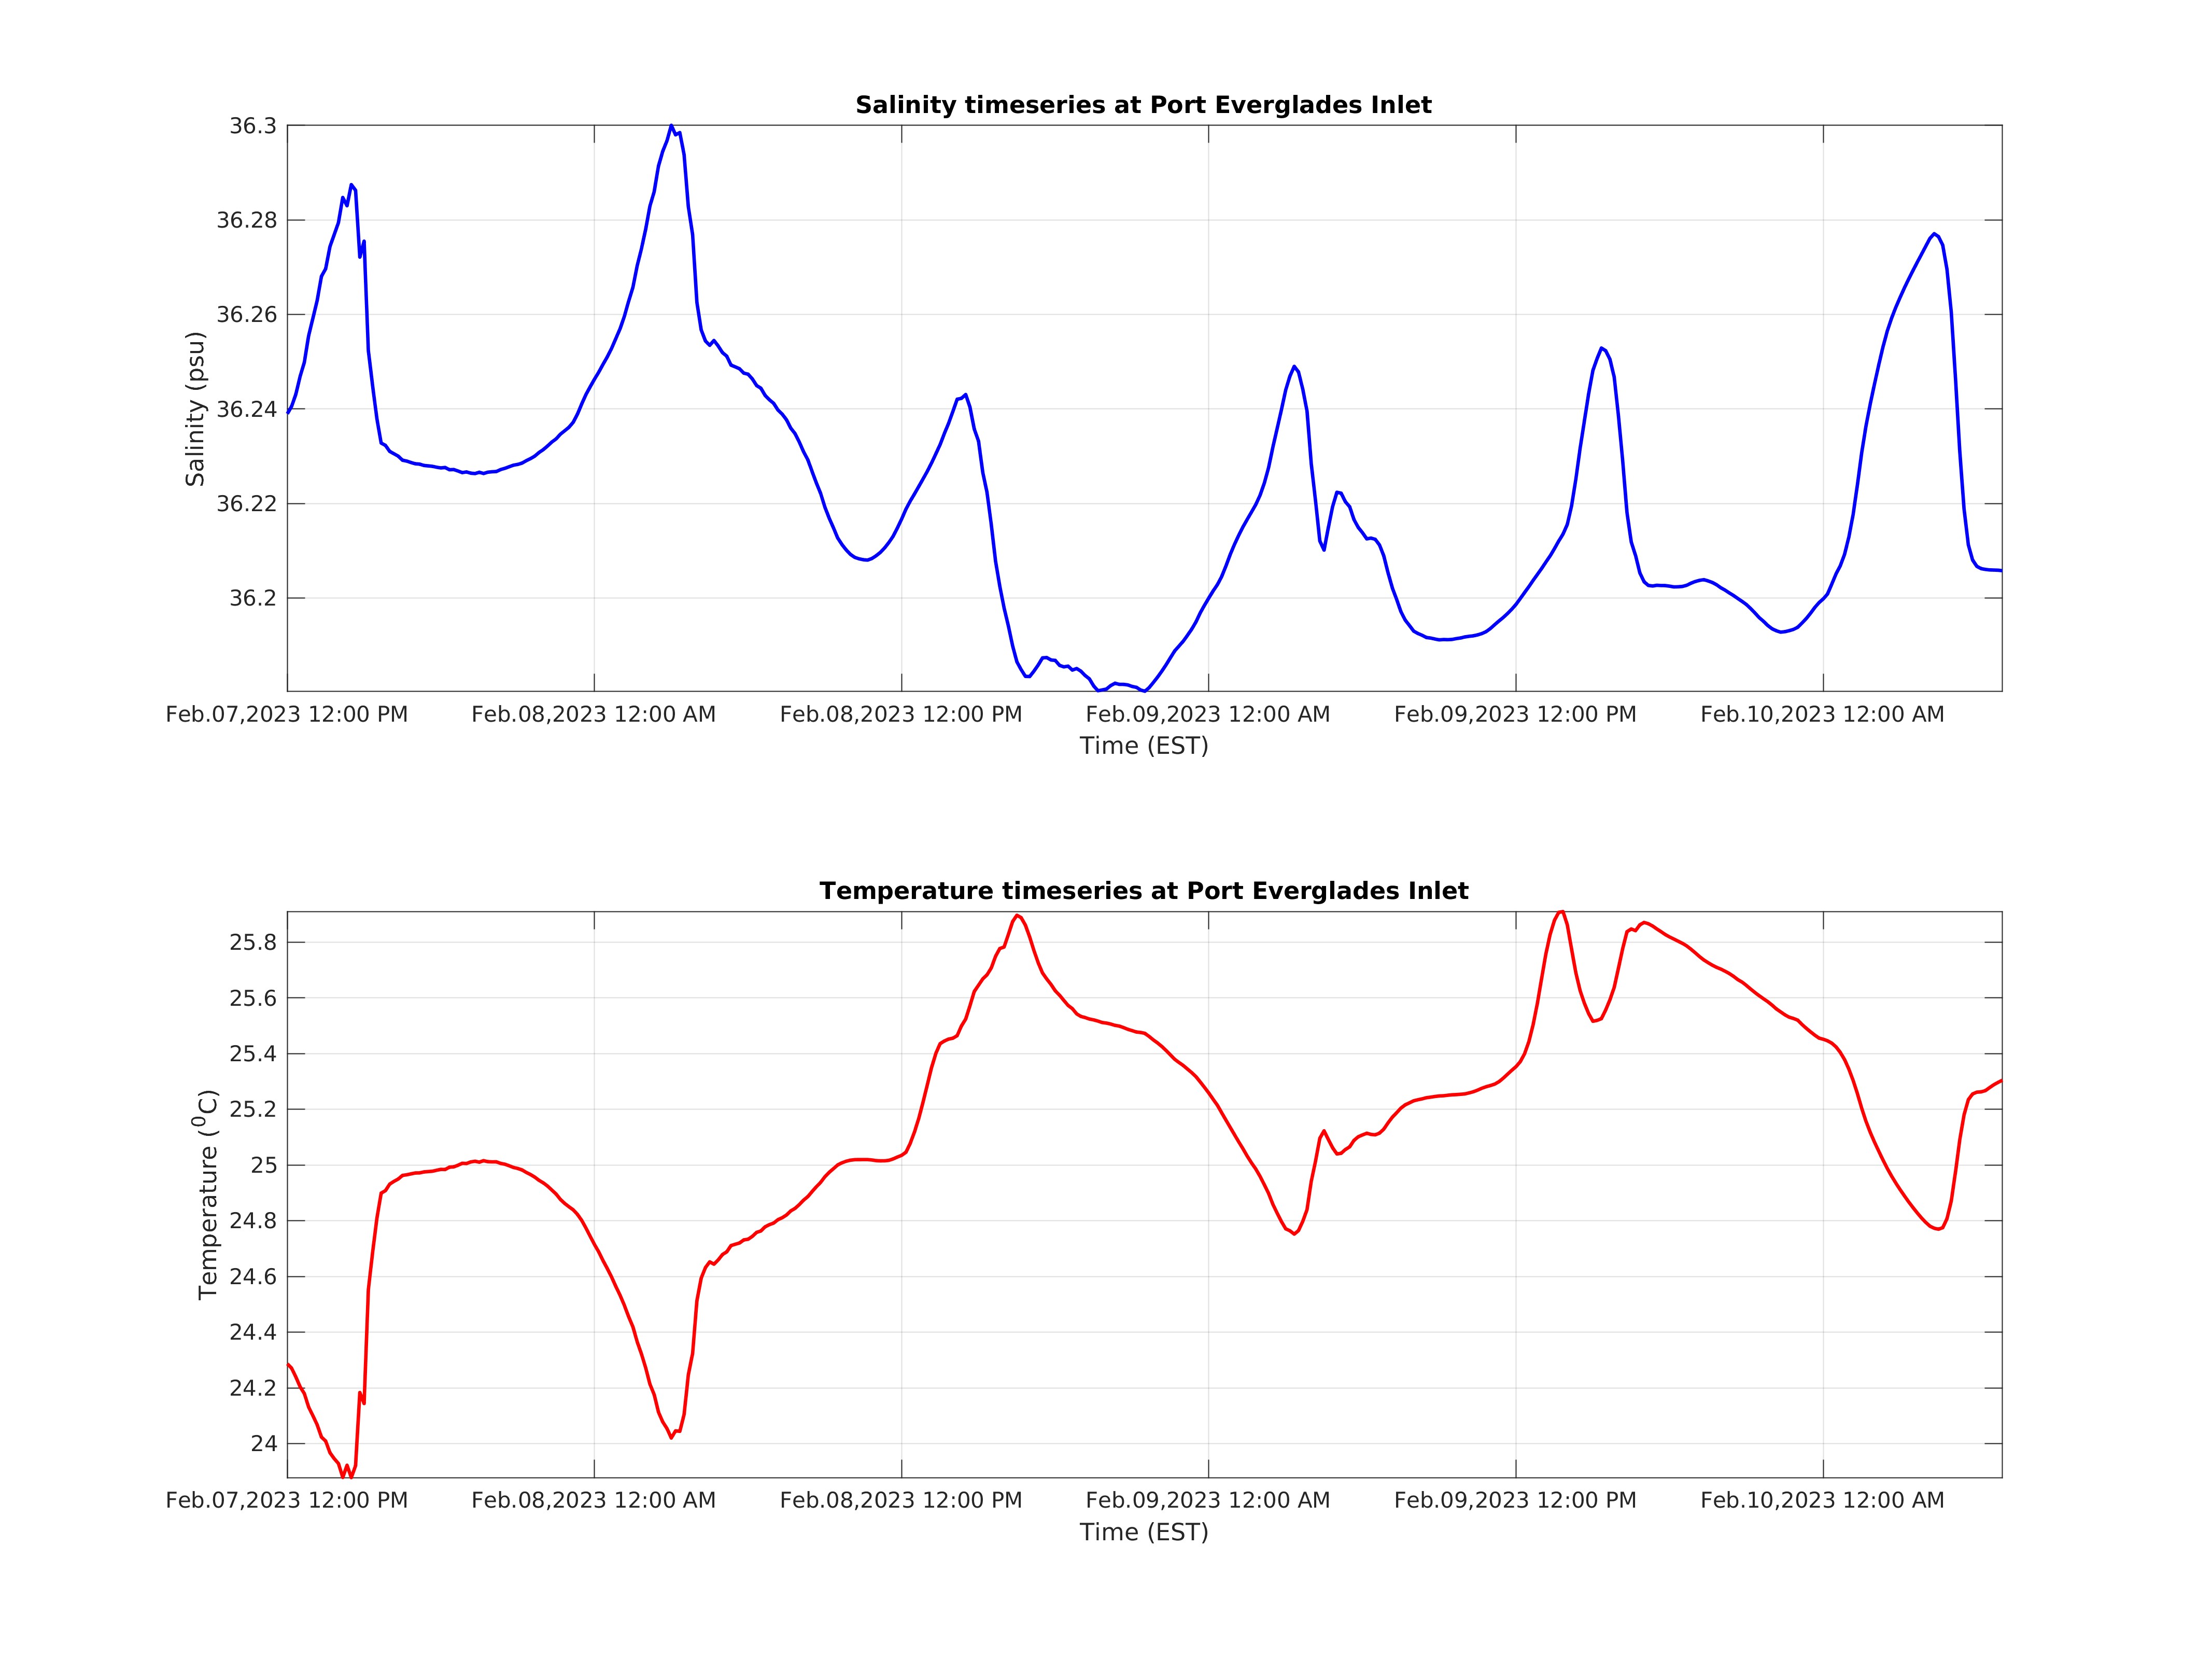 Salinity timeseries at Port Everglades Inlet
36.3
36.28
36.26
36.24
36.22
36.2
Salinity (psu)
Feb.07,2023 12:00 PM Feb.08,2023 12:00 AM Feb.08,2023 12:00 PM Feb.09,2023 12:00 AM Feb.09,2023 12:00 PM Feb.10,2023 12:00 AM
Time (EST)
Temperature timeseries at Port Everglades Inlet
25.8
25.6
25.4
25.2
25
24.8
24.6
24.4
24.2
24
Temperature (⁰C)
Feb.07,2023 12:00 PM Feb.08,2023 12:00 AM Feb.08,2023 12:00 PM Feb.09,2023 12:00 AM Feb.09,2023 12:00 PM Feb.10,2023 12:00 AM
Time (EST)